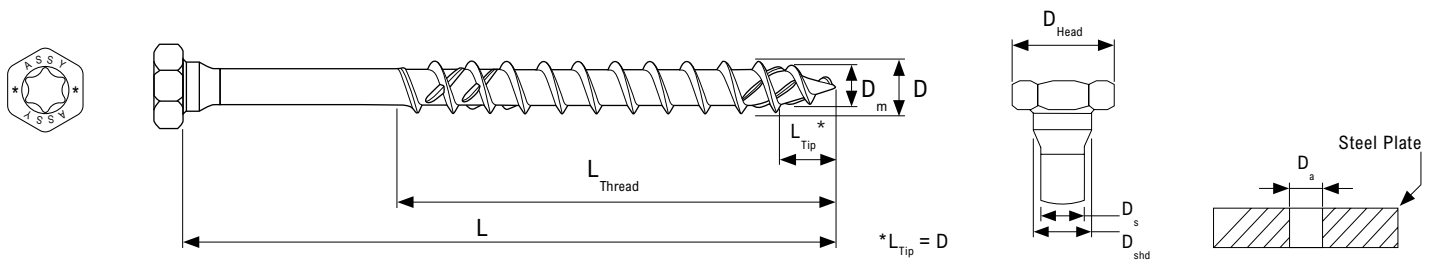 * ASSY * ASSY
D Head
D m
D
L Tip *
L Thread
L
*L Tip = D
D s
D shd
Steel Plate
D a